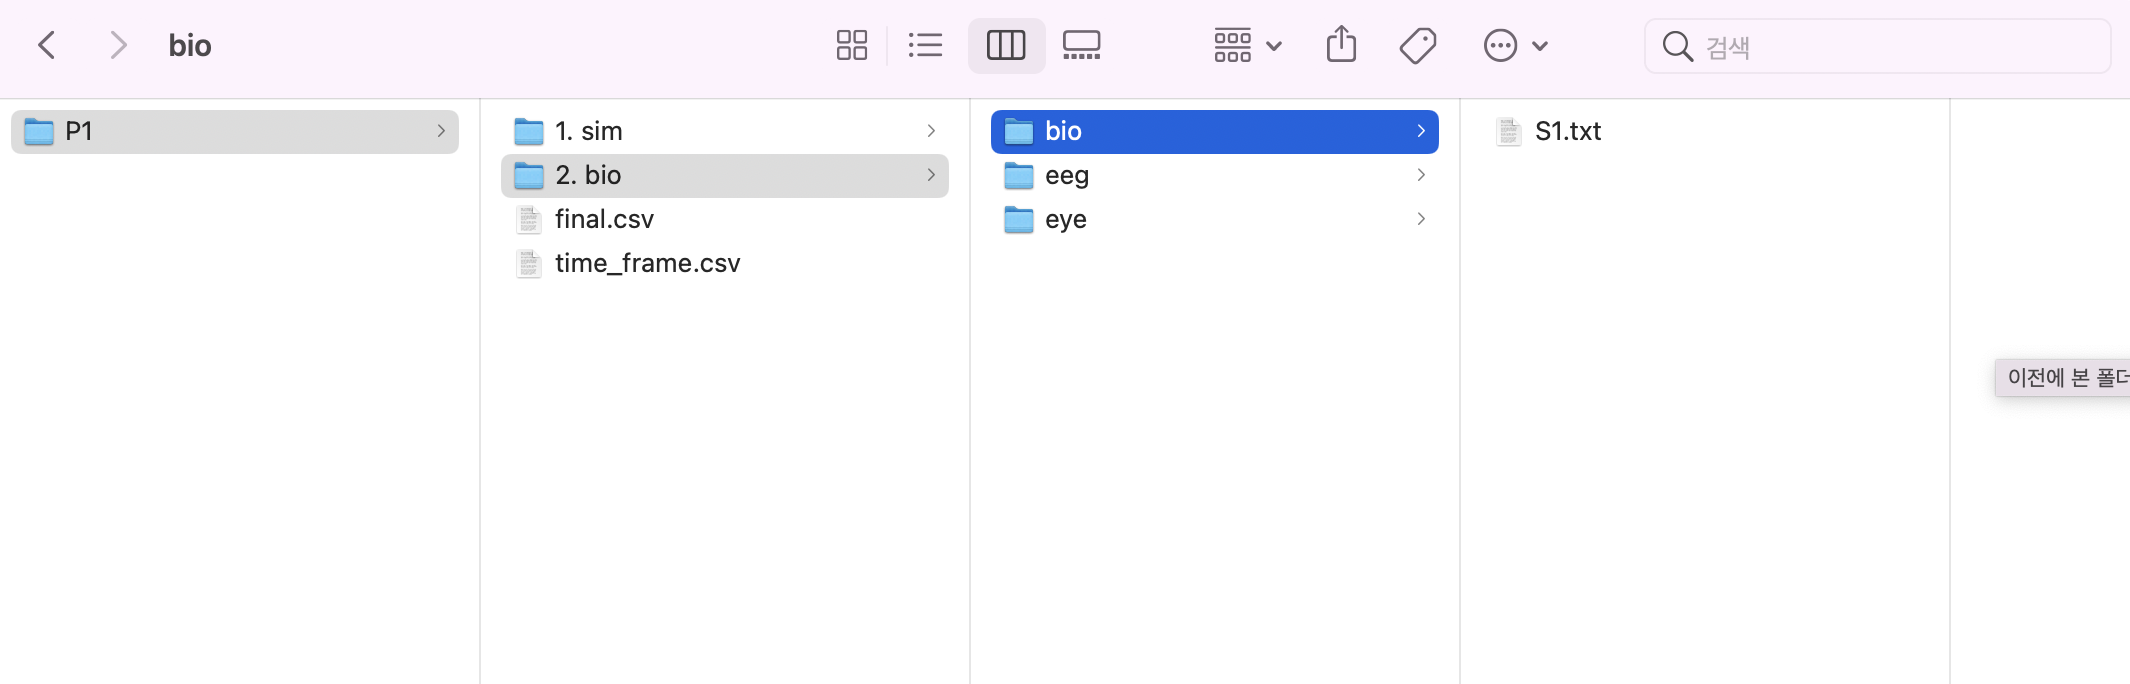 bio
검색
P1
1. sim
2. bio
final.csv
time_frame.csv
bio
eeg
eye
S1.txt
이전에 본 폴더